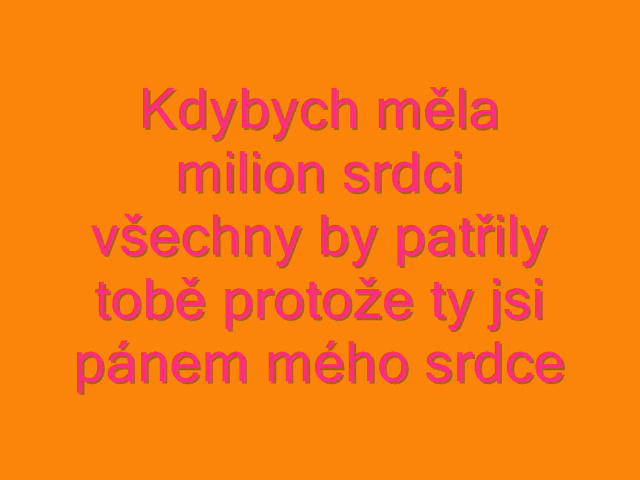 Kdybych měla
milion srdci
všechny by patřily
tobě protože ty jsi
pánem mého srdce